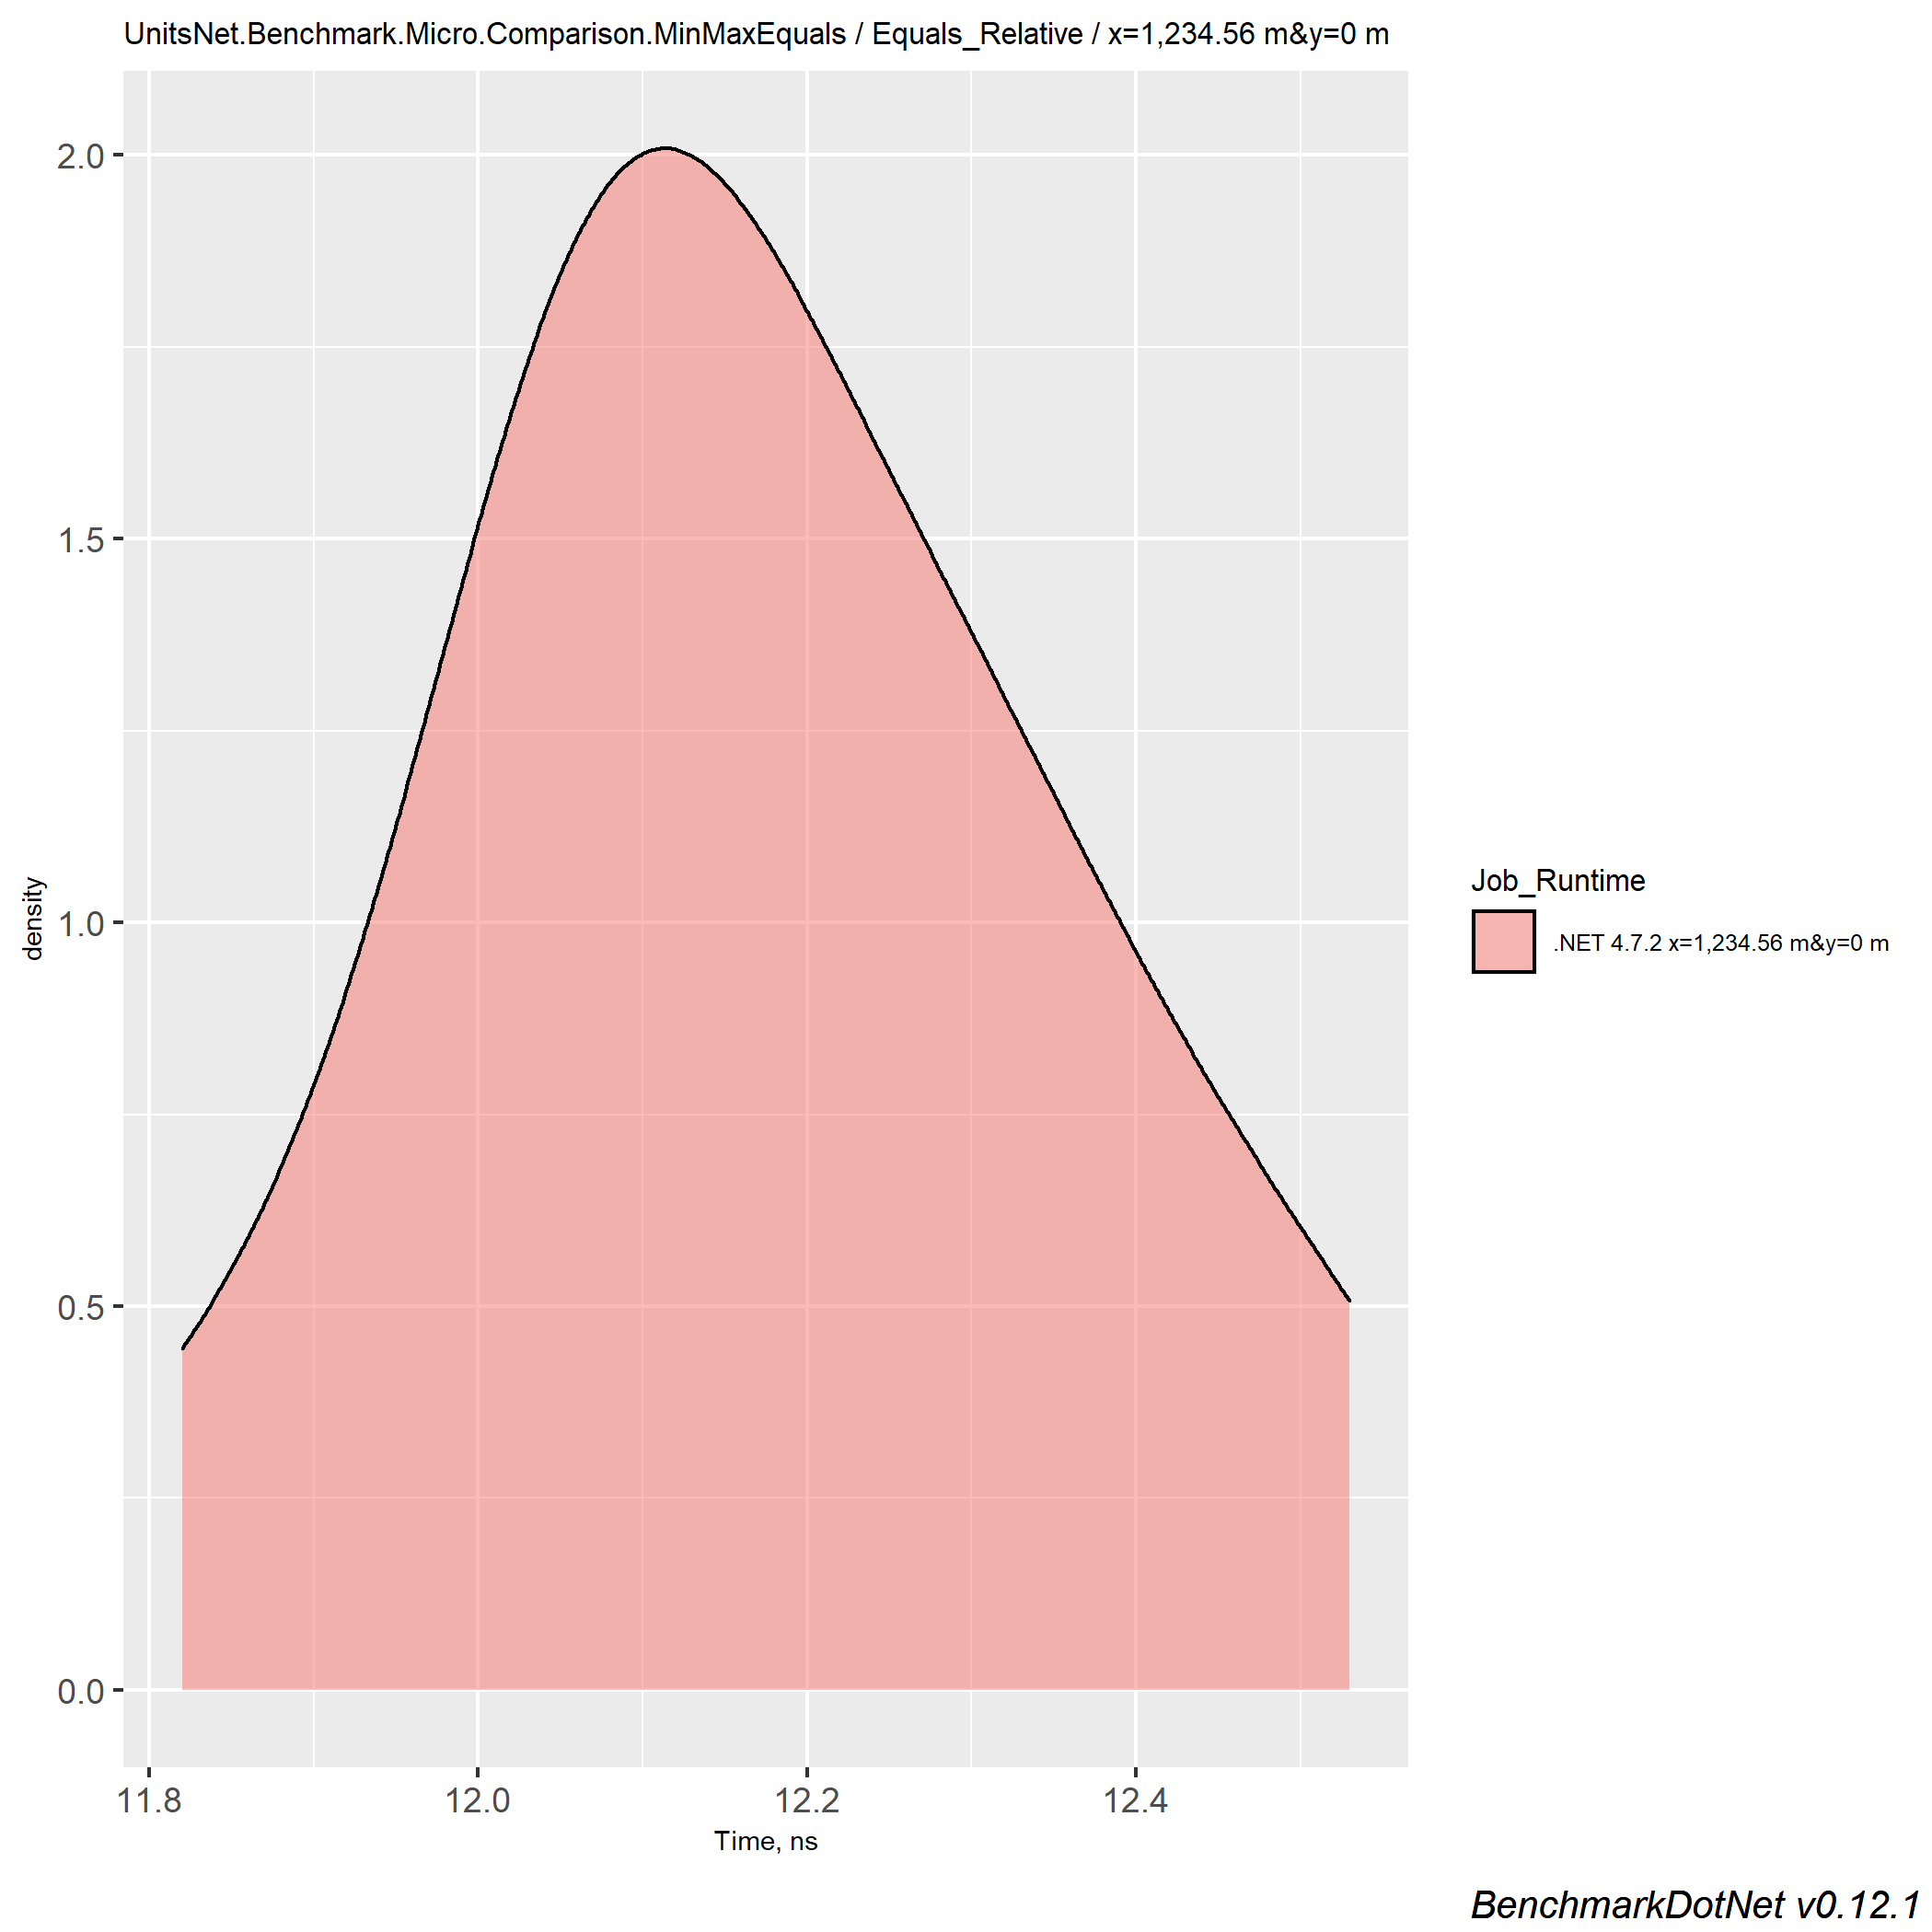 UnitsNet.Benchmark.Micro.Comparison.MinMaxEquals / Equals_Relative / x=1,234.56 m&y=0 m
density
2.0
1.5
1.0
0.5
0.0
11.8
12.0
12.2
12.4
Time, ns
Job_Runtime
.NET 4.7.2 x=1,234.56 m&y=0 m
BenchmarkDotNet v0.12.1